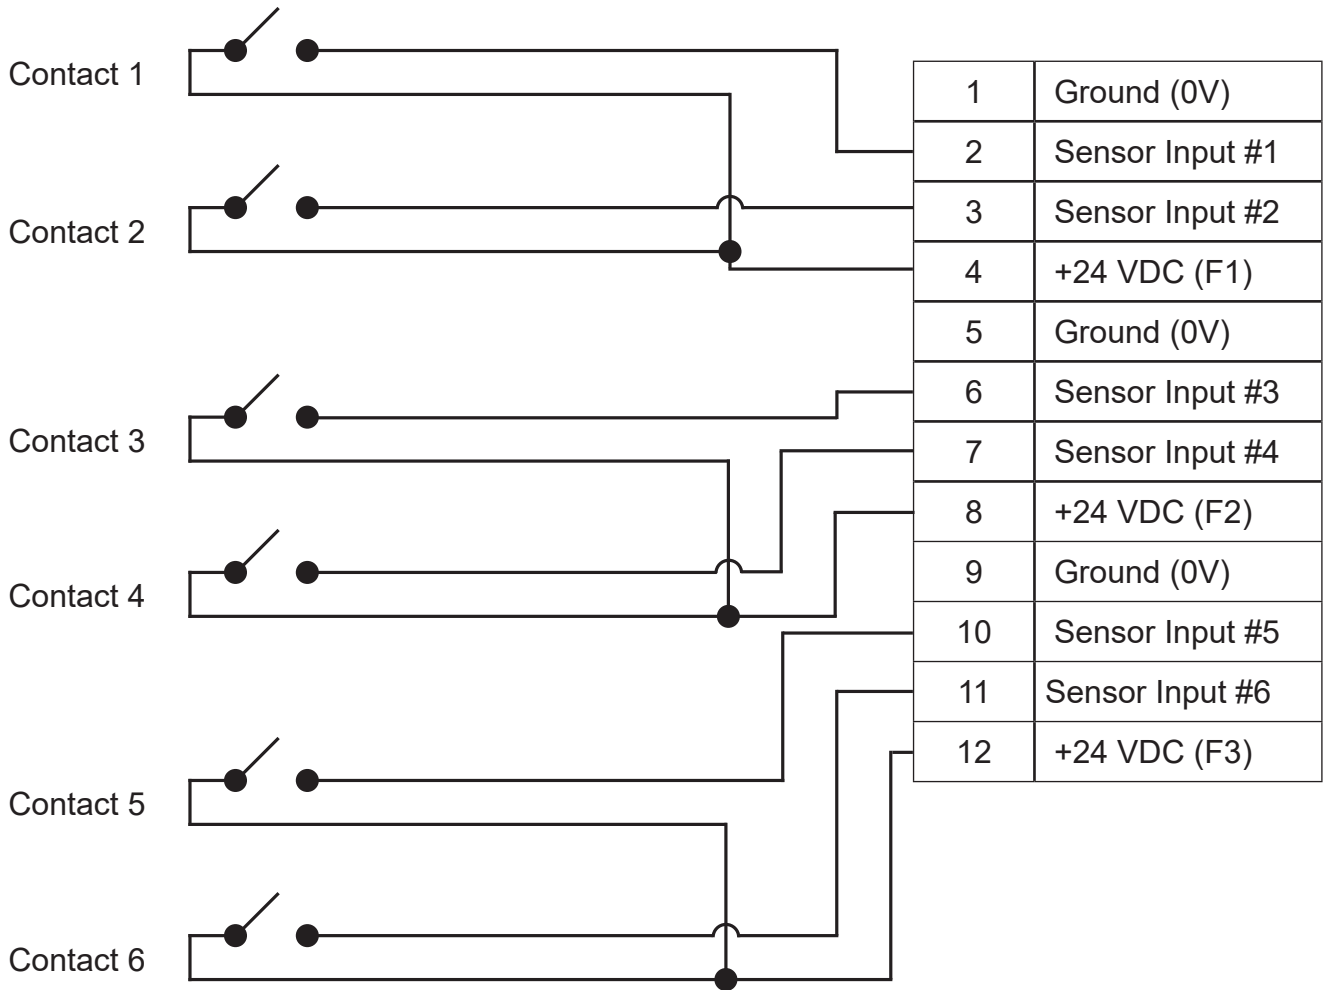 Contact 1
Contact 2
Contact 3
Contact 4
Contact 5
Contact 6
1 Ground (0V)
2 Sensor Input #1
3 Sensor Input #2
4 +24 VDC (F1)
5 Ground (0V)
6 Sensor Input #3
7 Sensor Input #4
8 +24 VDC (F2)
9 Ground (0V)
10 Sensor Input #5
11 Sensor Input #6
12 +24 VDC (F3)